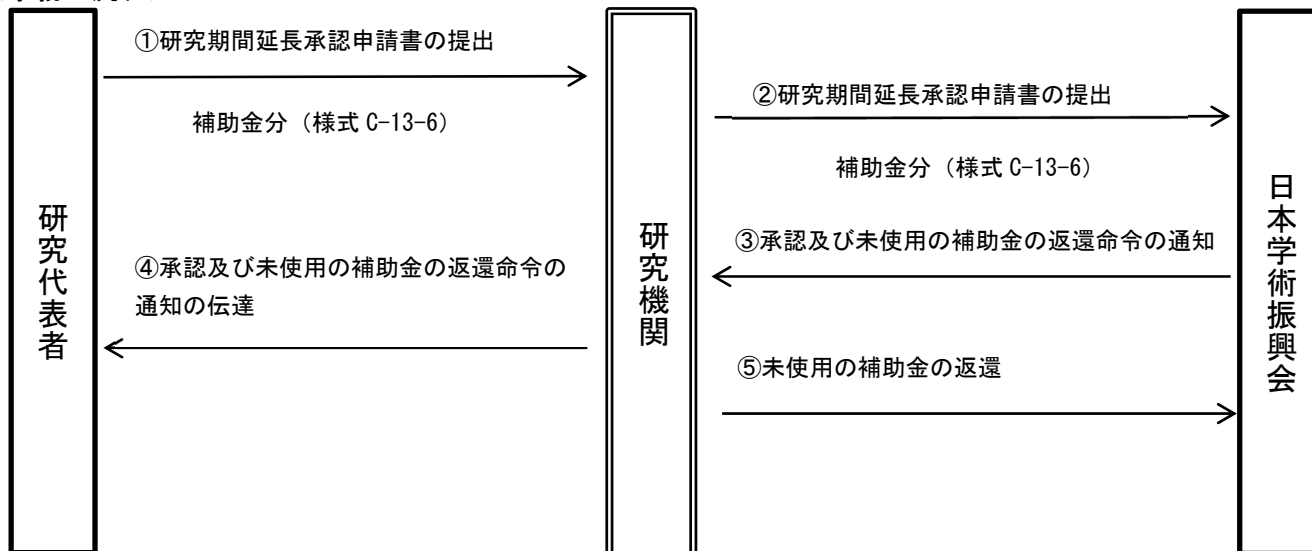 ①研究期間延長承認申請書の提出
補助金分（様式 C-13-6）
②研究期間延長承認申請書の提出
補助金分（様式 C-13-6）
③承認及び未使用の補助金の返還命令の通知
④承認及び未使用の補助金の返還命令の
通知の伝達
⑤未使用の補助金の返還
研究代表者
研究機関
日本学術振興会